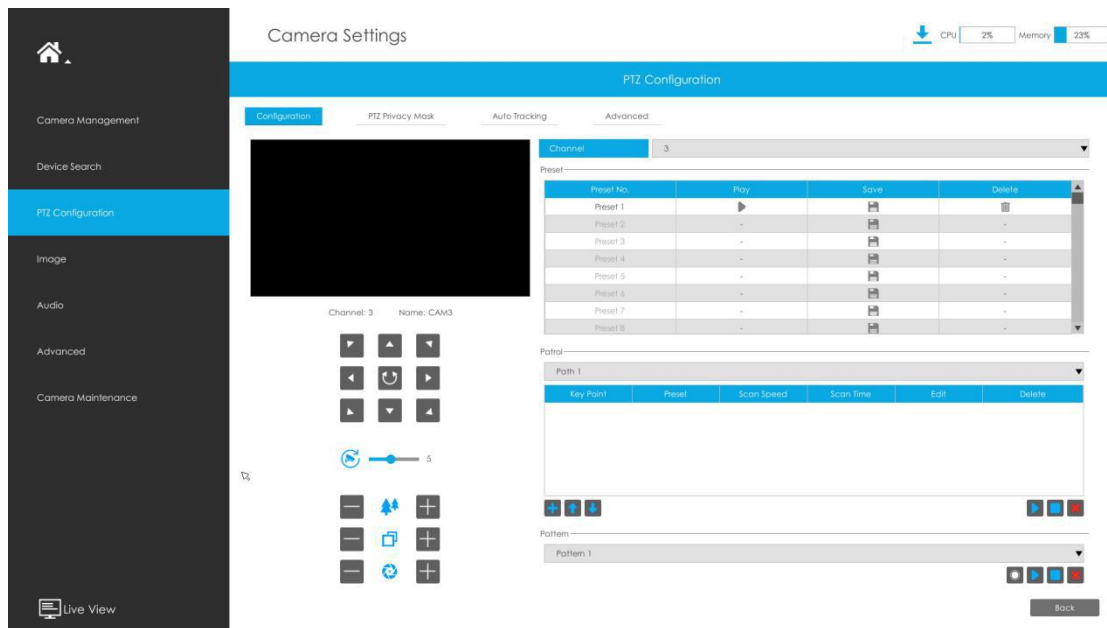 Camera Settings
CPU 2% Memory 23%
PTZ Configuration
Camera Management
Device Search
PTZ Configuration
Image
Audio
Advanced
Camera Maintenance
Live View
Configuration PTZ Privacy Mask Auto Tracking Advanced
Channel: 3 Name: CAM3
5
Channel 3
Preset
Preset No. Play Save Delete
Preset 1
Preset 2 - -
Preset 3 - -
Preset 4 - -
Preset 5 - -
Preset 6 - -
Preset 7 - -
Preset 8 - -
Patrol
Path 1
Key Point Preset Scan Speed Scan Time Edit Delete
Pattern
Pattern 1
Back